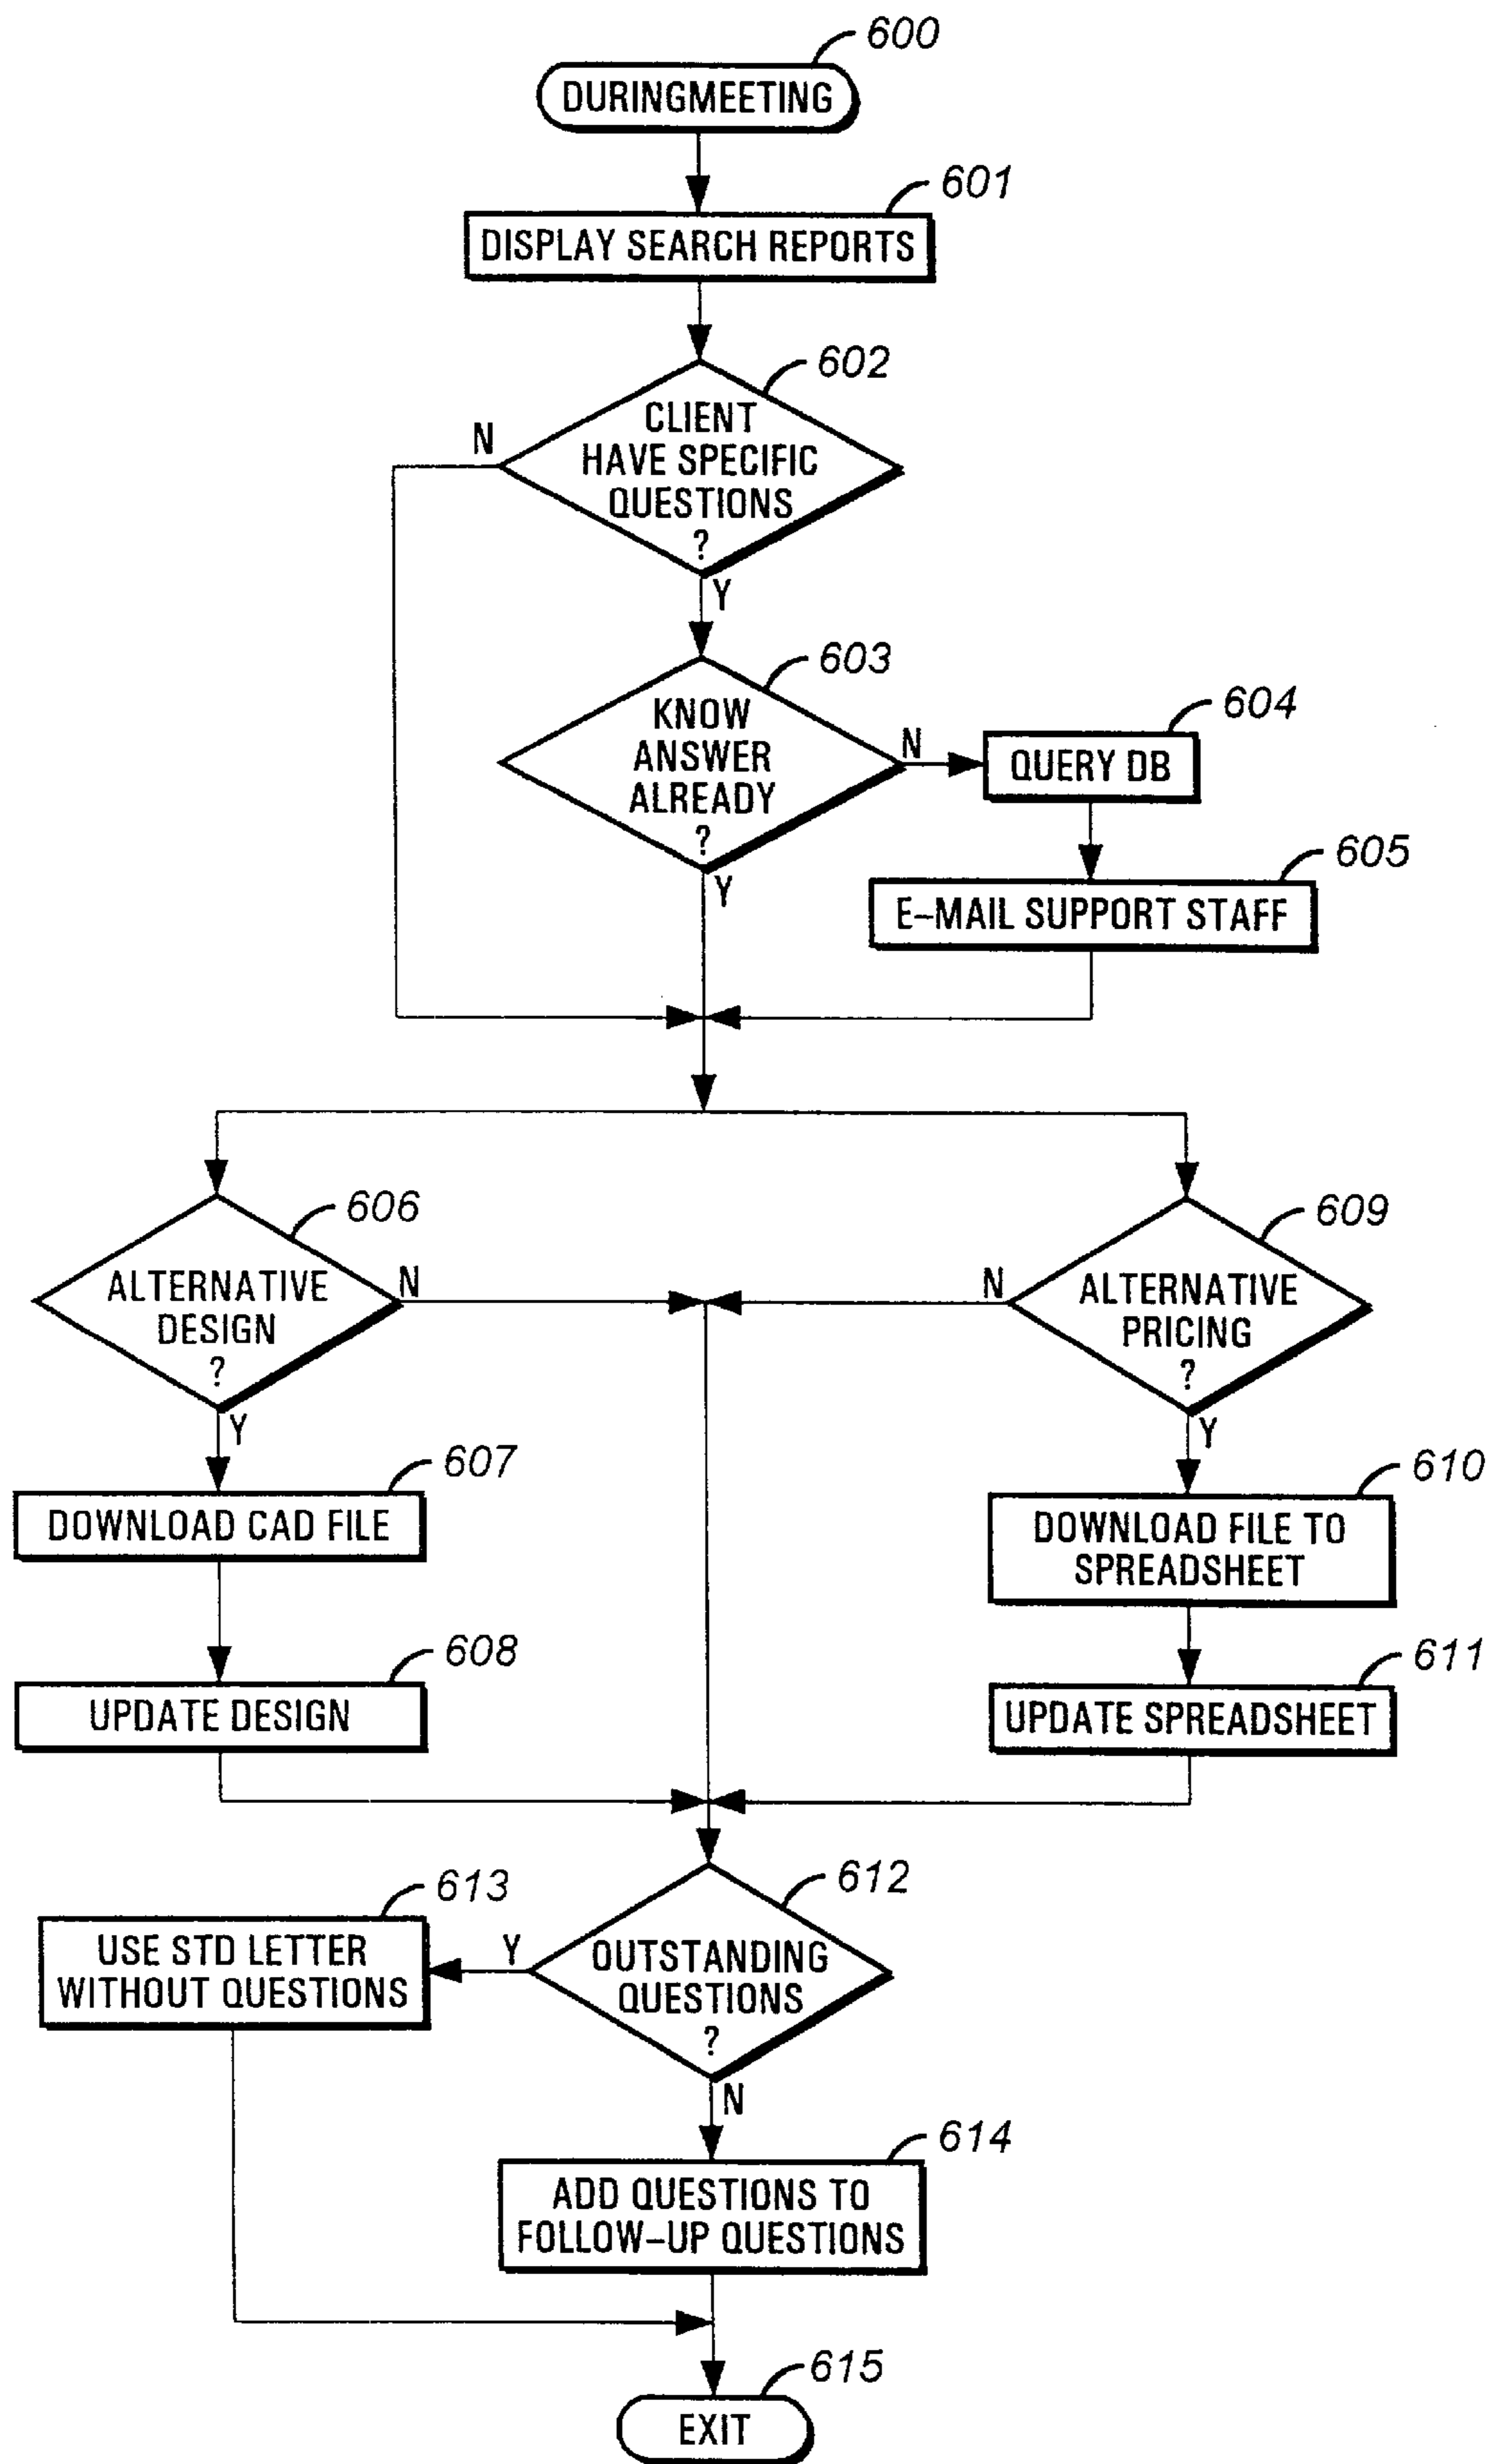 600
DURINGMEETING
601
DISPLAY SEARCH REPORTS
602
CLIENT
HAVE SPECIFIC
QUESTIONS
?
N
Y
603
KNOW
ANSWER
ALREADY
?
N
Y
604
QUERY DB
605
E-MAIL SUPPORT STAFF
606
ALTERNATIVE
DESIGN
?
N
Y
609
ALTERNATIVE
PRICING
?
N
Y
607
DOWNLOAD CAD FILE
610
DOWNLOAD FILE TO
SPREADSHEET
608
UPDATE DESIGN
611
UPDATE SPREADSHEET
612
OUTSTANDING
QUESTIONS
?
Y
N
613
USE STD LETTER
WITHOUT QUESTIONS
614
ADD QUESTIONS TO
FOLLOW-UP QUESTIONS
615
EXIT